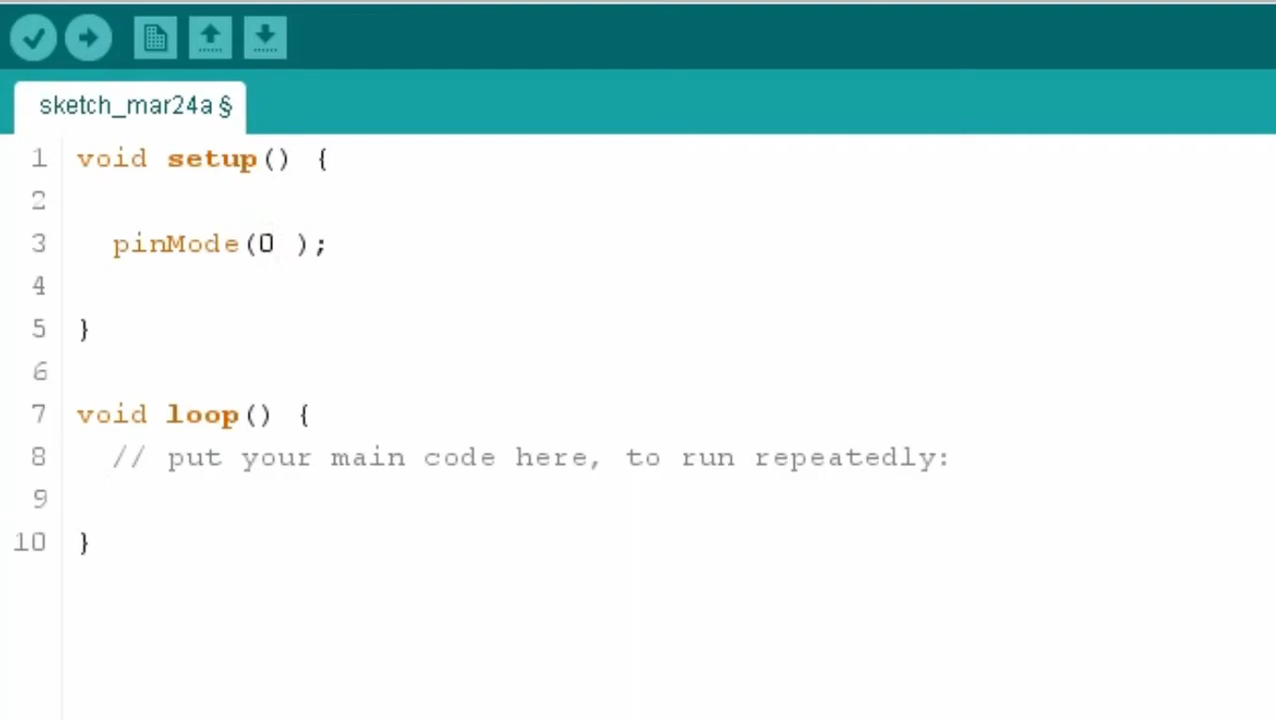 sketch_mar24a §
1 void setup() {
2
3   pinMode(0 );
4
5 }
6
7 void loop() {
8   // put your main code here, to run repeatedly:
9
10 }